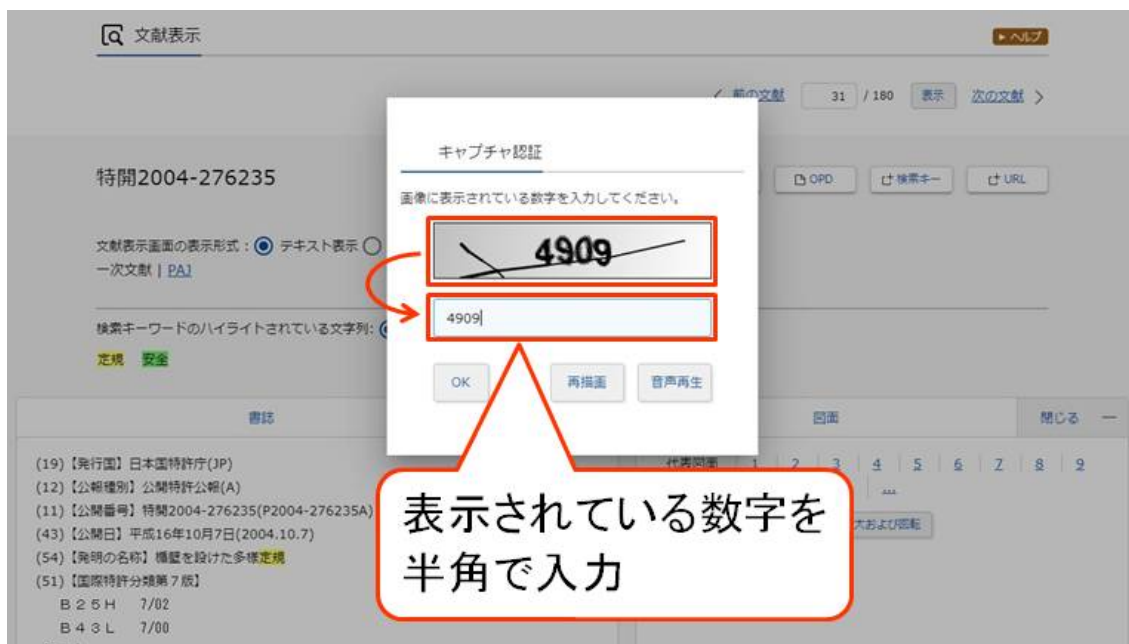 文献表示
ヘルプ
前の文献 31 / 180 表示 次の文献
キャプチャ認証
特開2004-276235
OPD 検索キー URL
画像に表示されている数字を入力してください。
4909
文献表示画面の表示形式： テキスト表示
一次文献 | PAJ
4909
検索キーワードのハイライトされている文字列:
定規 安全
OK 再描画 音声再生
書誌 図面 閉じる
(19)【発行国】日本国特許庁(JP)
代表図面 1 2 3 4 5 6 7 8 9
(12)【公報種別】公開特許公報(A)
...
(11)【公開番号】特開2004-276235(P2004-276235A)
(43)【公開日】平成16年10月7日(2004.10.7)
大および回転
(54)【発明の名称】楯壁を設けた多様定規
(51)【国際特許分類第７版】
Ｂ２５Ｈ 7/02
Ｂ４３Ｌ 7/00
表示されている数字を
半角で入力